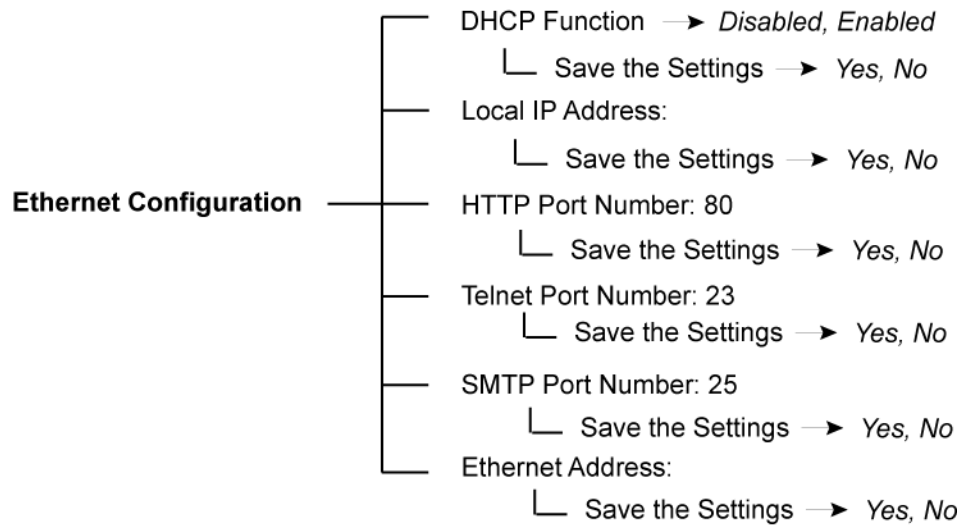 DHCP Function → Disabled, Enabled
Save the Settings → Yes, No
Local IP Address:
Save the Settings → Yes, No
Ethernet Configuration
HTTP Port Number: 80
Save the Settings → Yes, No
Telnet Port Number: 23
Save the Settings → Yes, No
SMTP Port Number: 25
Save the Settings → Yes, No
Ethernet Address:
Save the Settings → Yes, No